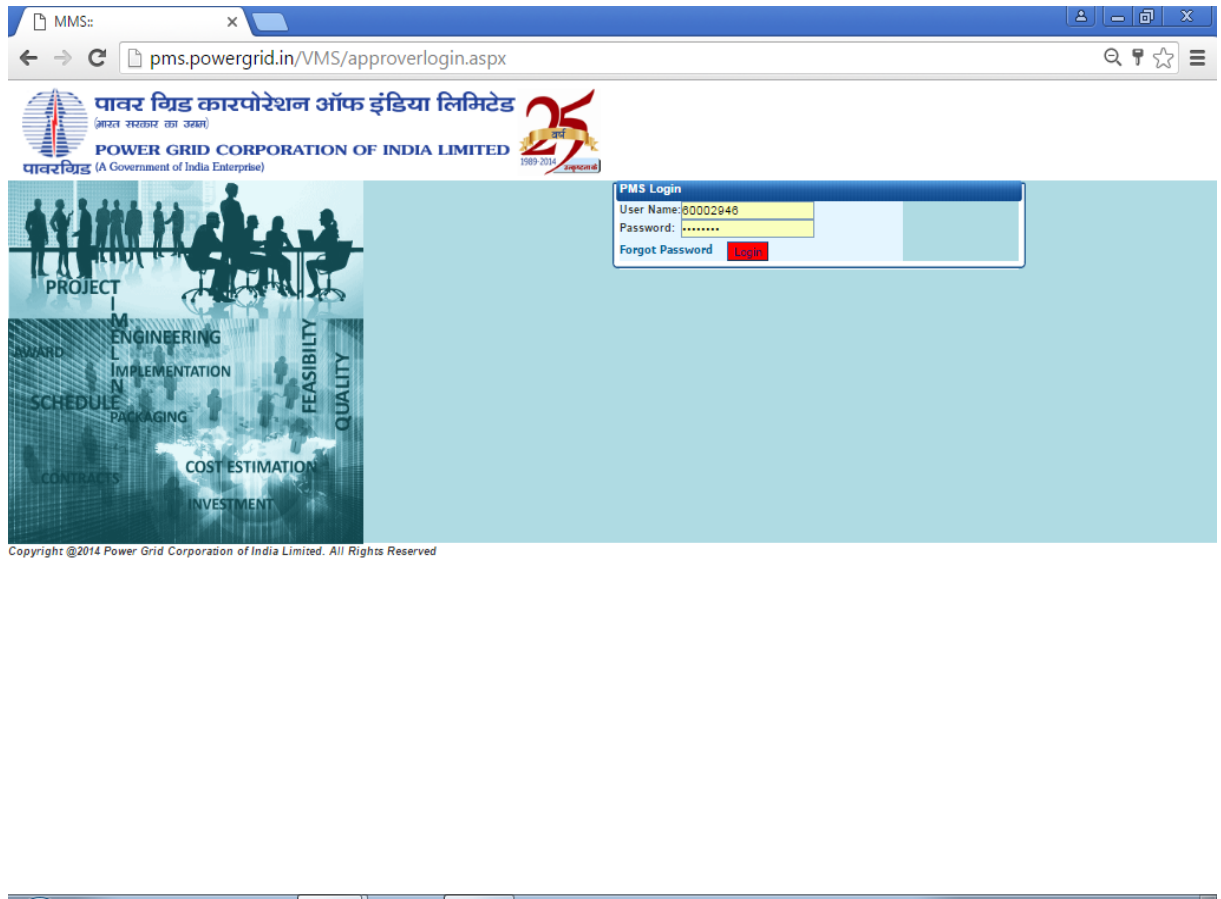 MMS::
pms.powergrid.in/VMS/approverlogin.aspx
पावर ग्रिड कारपोरेशन ऑफ इंडिया लिमिटेड
(भारत सरकार का उद्यम)
POWER GRID CORPORATION OF INDIA LIMITED
(A Government of India Enterprise)
पावरग्रिड
25
वर्ष
1989-2014
उत्कृष्टता के
PMS Login
User Name:60002946
Password: ••••••••
Forgot Password Login
PROJECT
TIMELINE
ENGINEERING
AWARD
IMPLEMENTATION
SCHEDULE
PACKAGING
FEASIBILTY
QUALITY
COST ESTIMATION
CONTRACTS
INVESTMENT
Copyright @2014 Power Grid Corporation of India Limited. All Rights Reserved